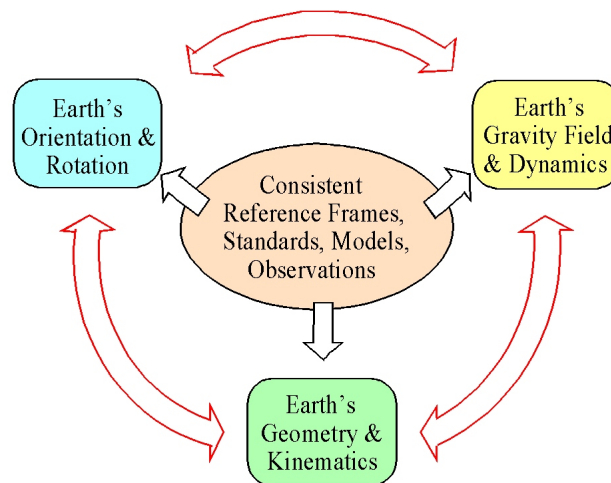 Earth's
Orientation &
Rotation
Earth's
Gravity Field
& Dynamics
Consistent
Reference Frames,
Standards, Models,
Observations
Earth's
Geometry &
Kinematics